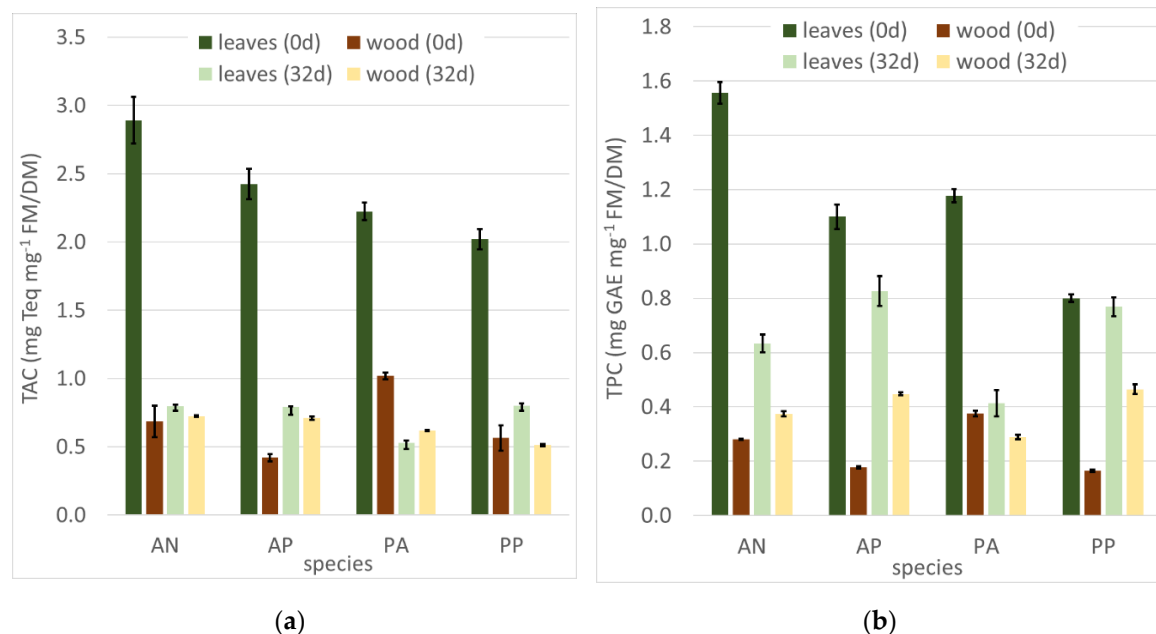 TAC (mg Teq mg⁻¹ FM/DM)
3.5
3.0
2.5
2.0
1.5
1.0
0.5
0.0
leaves (0d) wood (0d)
leaves (32d) wood (32d)
AN AP PA PP
species
(a)
TPC (mg GAE mg⁻¹ FM/DM)
1.8
1.6
1.4
1.2
1.0
0.8
0.6
0.4
0.2
0.0
leaves (0d) wood (0d)
leaves (32d) wood (32d)
AN AP PA PP
species
(b)